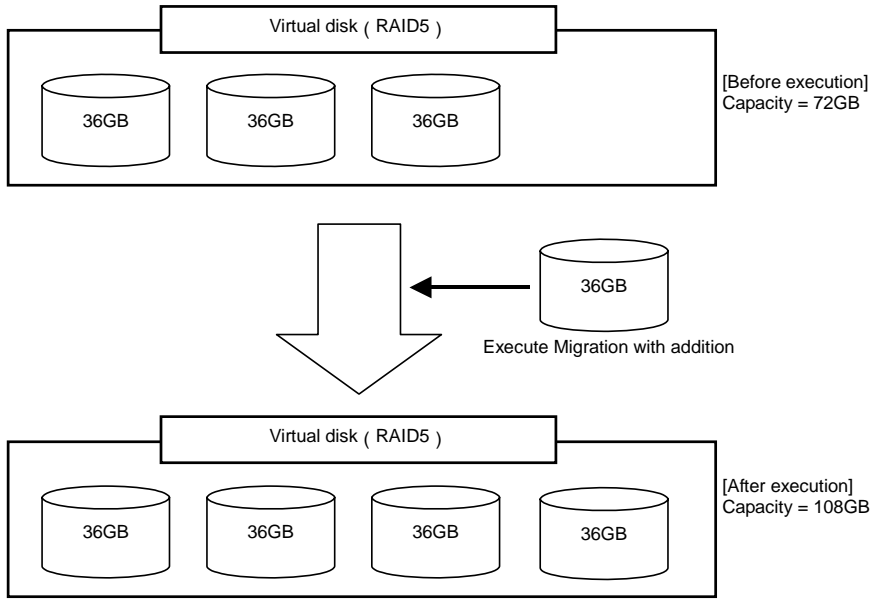 Virtual disk ( RAID5 )
36GB
36GB
36GB
[Before execution]
Capacity = 72GB
36GB
Execute Migration with addition
Virtual disk ( RAID5 )
36GB
36GB
36GB
36GB
[After execution]
Capacity = 108GB